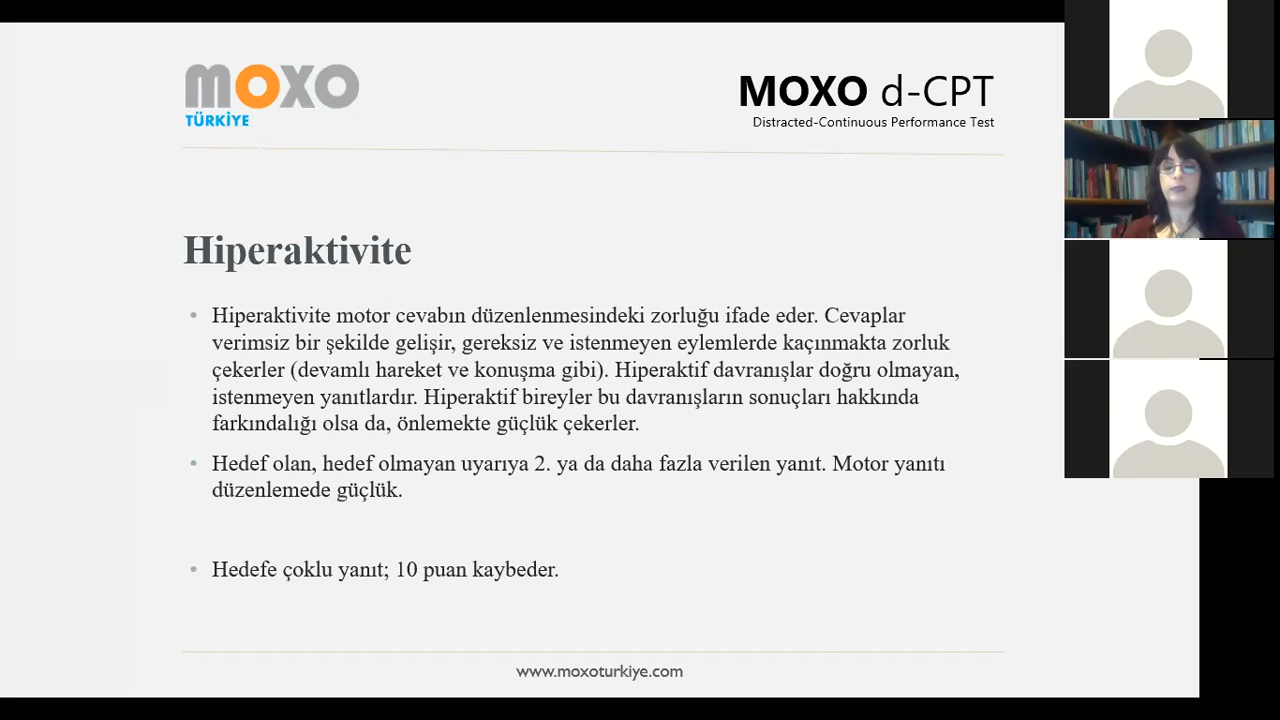 moxo
TÜRKİYE
MOXO d-CPT
Distracted-Continuous Performance Test
Hiperaktivite
• Hiperaktivite motor cevabın düzenlenmesindeki zorluğu ifade eder. Cevaplar
verimsiz bir şekilde gelişir, gereksiz ve istenmeyen eylemlerde kaçınmakta zorluk
çekerler (devamlı hareket ve konuşma gibi). Hiperaktif davranışlar doğru olmayan,
istenmeyen yanıtlardır. Hiperaktif bireyler bu davranışların sonuçları hakkında
farkındalığı olsa da, önlemekte güçlük çekerler.
• Hedef olan, hedef olmayan uyarıya 2. ya da daha fazla verilen yanıt. Motor yanıtı
düzenlemede güçlük.
• Hedefe çoklu yanıt; 10 puan kaybeder.
www.moxoturkiye.com